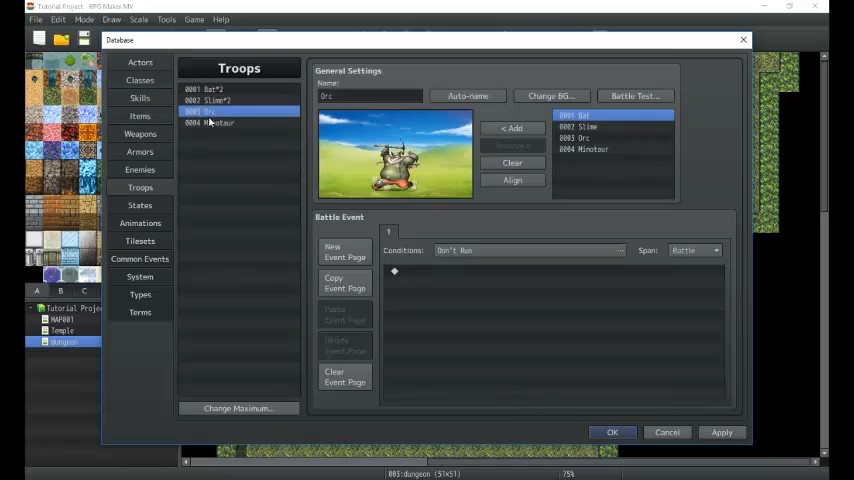 Tutorial Project - RPG Maker MV
File Edit Mode Draw Scale Tools Game Help
Database
Actors
Classes
Skills
Items
Weapons
Armors
Enemies
Troops
States
Animations
Tilesets
Common Events
System
Types
Terms
Troops
0001 Bat*2
0002 Slime*2
0003 Orc
0004 Minotaur
Change Maximum...
General Settings
Name:
Orc
Auto-name
Change BG...
Battle Test...
< Add
Clear
Align
0001 Bat
0002 Slime
0003 Orc
0004 Minotaur
Battle Event
1
New
Event Page
Copy
Event Page
Paste
Event Page
Delete
Event Page
Clear
Event Page
Conditions: Don't Run ...
Span: Battle
OK Cancel Apply
A B C
Tutorial Proje
MAP001
Temple
dungeon
003:dungeon (51×51) 75%